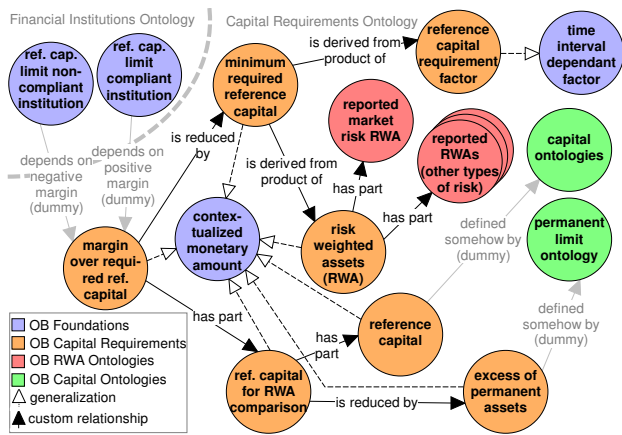 Financial Institutions Ontology
Capital Requirements Ontology
ref. cap.
limit non-
compliant
institution
ref. cap.
limit
compliant
institution
minimum
required
reference
capital
is derived from
product of
reference
capital
requirement
factor
time
interval
dependant
factor
reported
market
risk RWA
reported
RWAs
(other types
of risk)
capital
ontologies
is reduced
by
depends on
negative
margin
(dummy)
depends on
positive
margin
(dummy)
is derived from
product of
has part
has part
defined
somehow by
(dummy)
permanent
limit
ontology
contex-
tualized
monetary
amount
risk
weighted
assets
(RWA)
margin
over requi-
red ref.
capital
has
part
has
part
reference
capital
defined
somehow by
(dummy)
ref. capital
for RWA
comparison
is reduced by
excess of
permanent
assets
OB Foundations
OB Capital Requirements
OB RWA Ontologies
OB Capital Ontologies
generalization
custom relationship